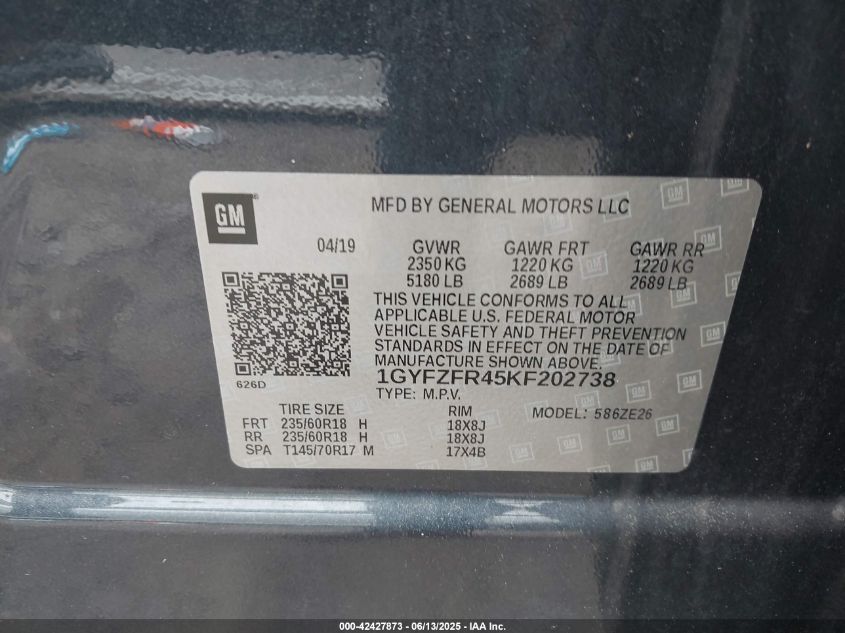 GM
MFD BY GENERAL MOTORS LLC
04/19 GVWR GAWR FRT GAWR RR
2350 KG 1220 KG 1220 KG
5180 LB 2689 LB 2689 LB
THIS VEHICLE CONFORMS TO ALL
APPLICABLE U.S. FEDERAL MOTOR
VEHICLE SAFETY AND THEFT PREVENTION
STANDARDS IN EFFECT ON THE DATE OF
MANUFACTURE SHOWN ABOVE.
626D
1GYFZFR45KF202738
TYPE: M.P.V.
MODEL: 586ZE26
TIRE SIZE RIM
FRT 235/60R18 H 18X8J
RR 235/60R18 H 18X8J
SPA T145/70R17 M 17X4B
000-42427873 / 06/13/2025 - IAA Inc.